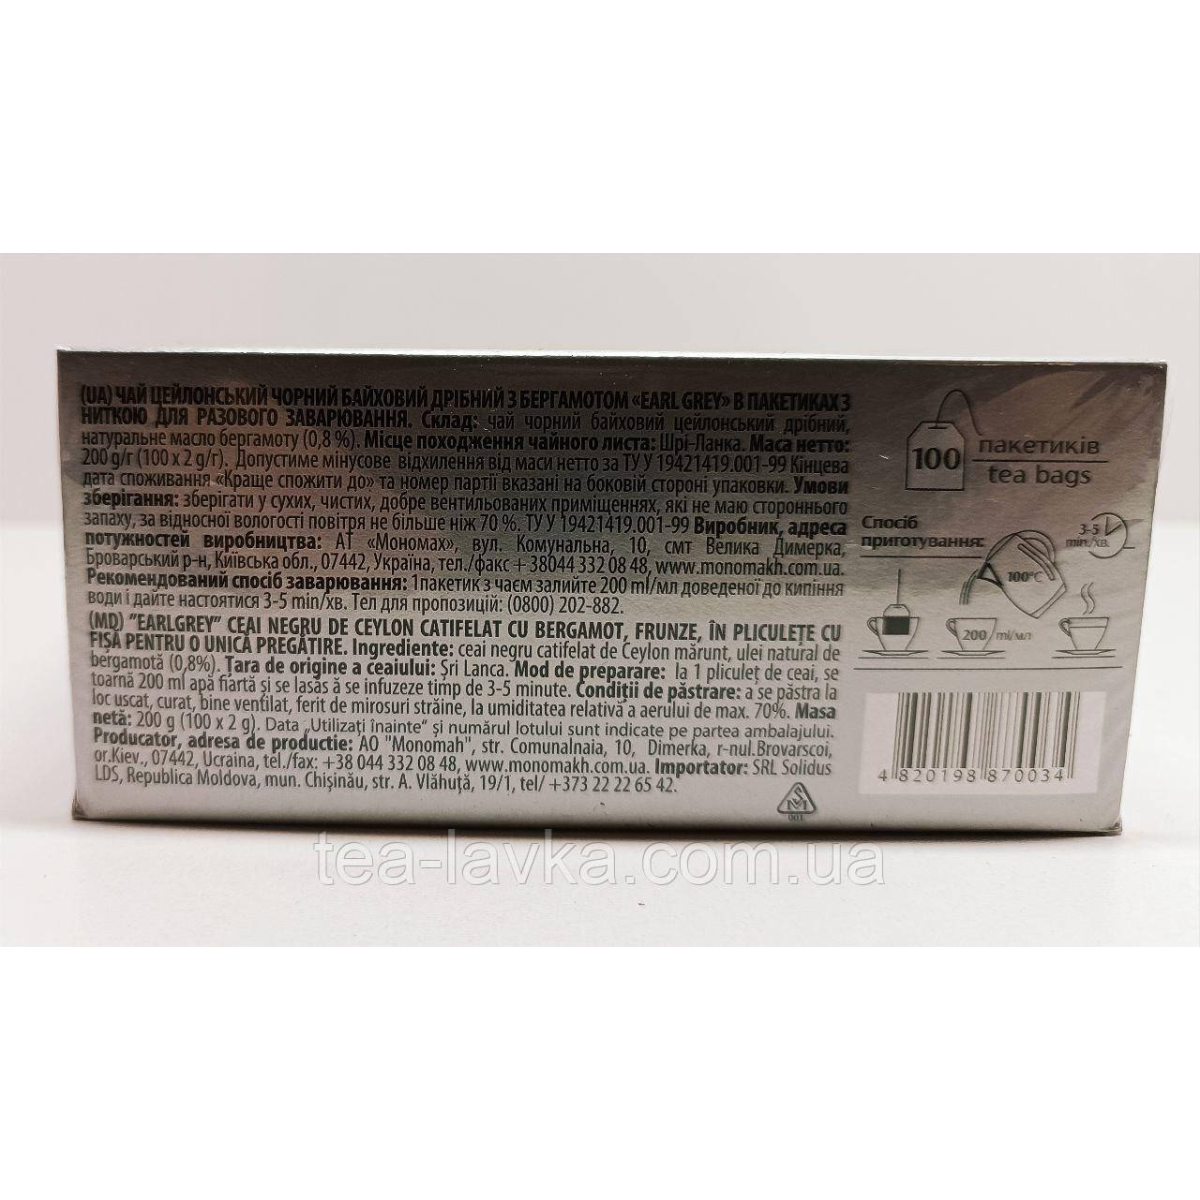 (UA) ЧАЙ ЦЕЙЛОНСЬКИЙ ЧОРНИЙ БАЙХОВИЙ ДРІБНИЙ З БЕРГАМОТОМ «EARL GREY» В ПАКЕТИКАХ З
НИТКОЮ ДЛЯ РАЗОВОГО ЗАВАРЮВАННЯ. Склад: чай чорний байховий цейлонський дрібний,
натуральне масло бергамоту (0,8 %). Місце походження чайного листа: Шрі-Ланка. Маса нетто:
200 g/г (100 x 2 g/г). Допустиме мінусове відхилення від маси нетто за ТУ У 19421419.001-99 Кінцева
дата споживання «Краще спожити до» та номер партії вказані на боковій стороні упаковки. Умови
зберігання: зберігати у сухих, чистих, добре вентильованих приміщеннях, які не маю стороннього
запаху, за відносної вологості повітря не більше ніж 70 %. ТУ У 19421419.001-99 Виробник, адреса
потужностей виробництва: АТ «Мономах», вул. Комунальна, 10, смт Велика Димерка,
Броварський р-н, Київська обл., 07442, Україна, тел./факс + 38044 332 08 48, www.monomakh.com.ua.
Рекомендований спосіб заварювання: 1пакетик з чаєм залийте 200 ml/мл доведеної до кипіння
води і дайте настоятися 3-5 min/хв. Тел для пропозицій: (0800) 202-882.
(MD) "EARLGREY" CEAI NEGRU DE CEYLON CATIFELAT CU BERGAMOT, FRUNZE, ÎN PLICULEȚE CU
FIȘĂ PENTRU O UNICĂ PREGĂTIRE. Ingrediente: ceai negru catifelat de Ceylon mărunt, ulei natural de
bergamotă (0,8%). Țara de origine a ceaiului: Șri Lanca. Mod de preparare: la 1 pliculeț de ceai, se
toarnă 200 ml apă fiartă și se lasăs ă se infuzeze timp de 3-5 minute. Condiții de păstrare: a se păstra la
loc uscat, curat, bine ventilat, ferit de mirosuri străine, la umiditatea relativă a aerului de max. 70%. Masa
netă: 200 g (100 x 2 g). Data „Utilizați înainte" și numărul lotului sunt indicate pe partea ambalajului.
Producator, adresa de productie: AO "Monomah", str. Comunalnaia, 10, Dimerka, r-nul.Brovarscoi,
or.Kiev., 07442, Ucraina, tel./fax: +38 044 332 08 48, www.monomakh.com.ua. Importator: SRL Solidus
LDS, Republica Moldova, mun. Chișinău, str. A. Vlăhuță, 19/1, tel/ +373 22 22 65 42.
100 пакетиків
tea bags
Спосіб
приготування:
3-5
min./хв.
100°C
200 ml/мл
4 820198 870034
001
tea-lavka.com.ua